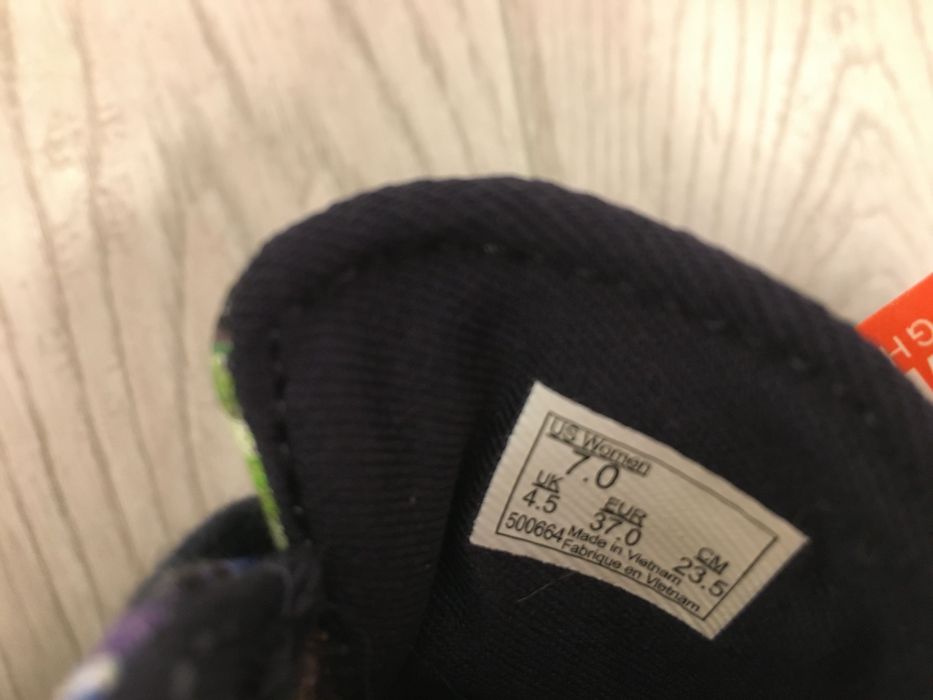 US Women
7.0
UK
4.5
EUR
37.0
CM
23.5
500664
Made in Vietnam
Fabrique en Vietnam